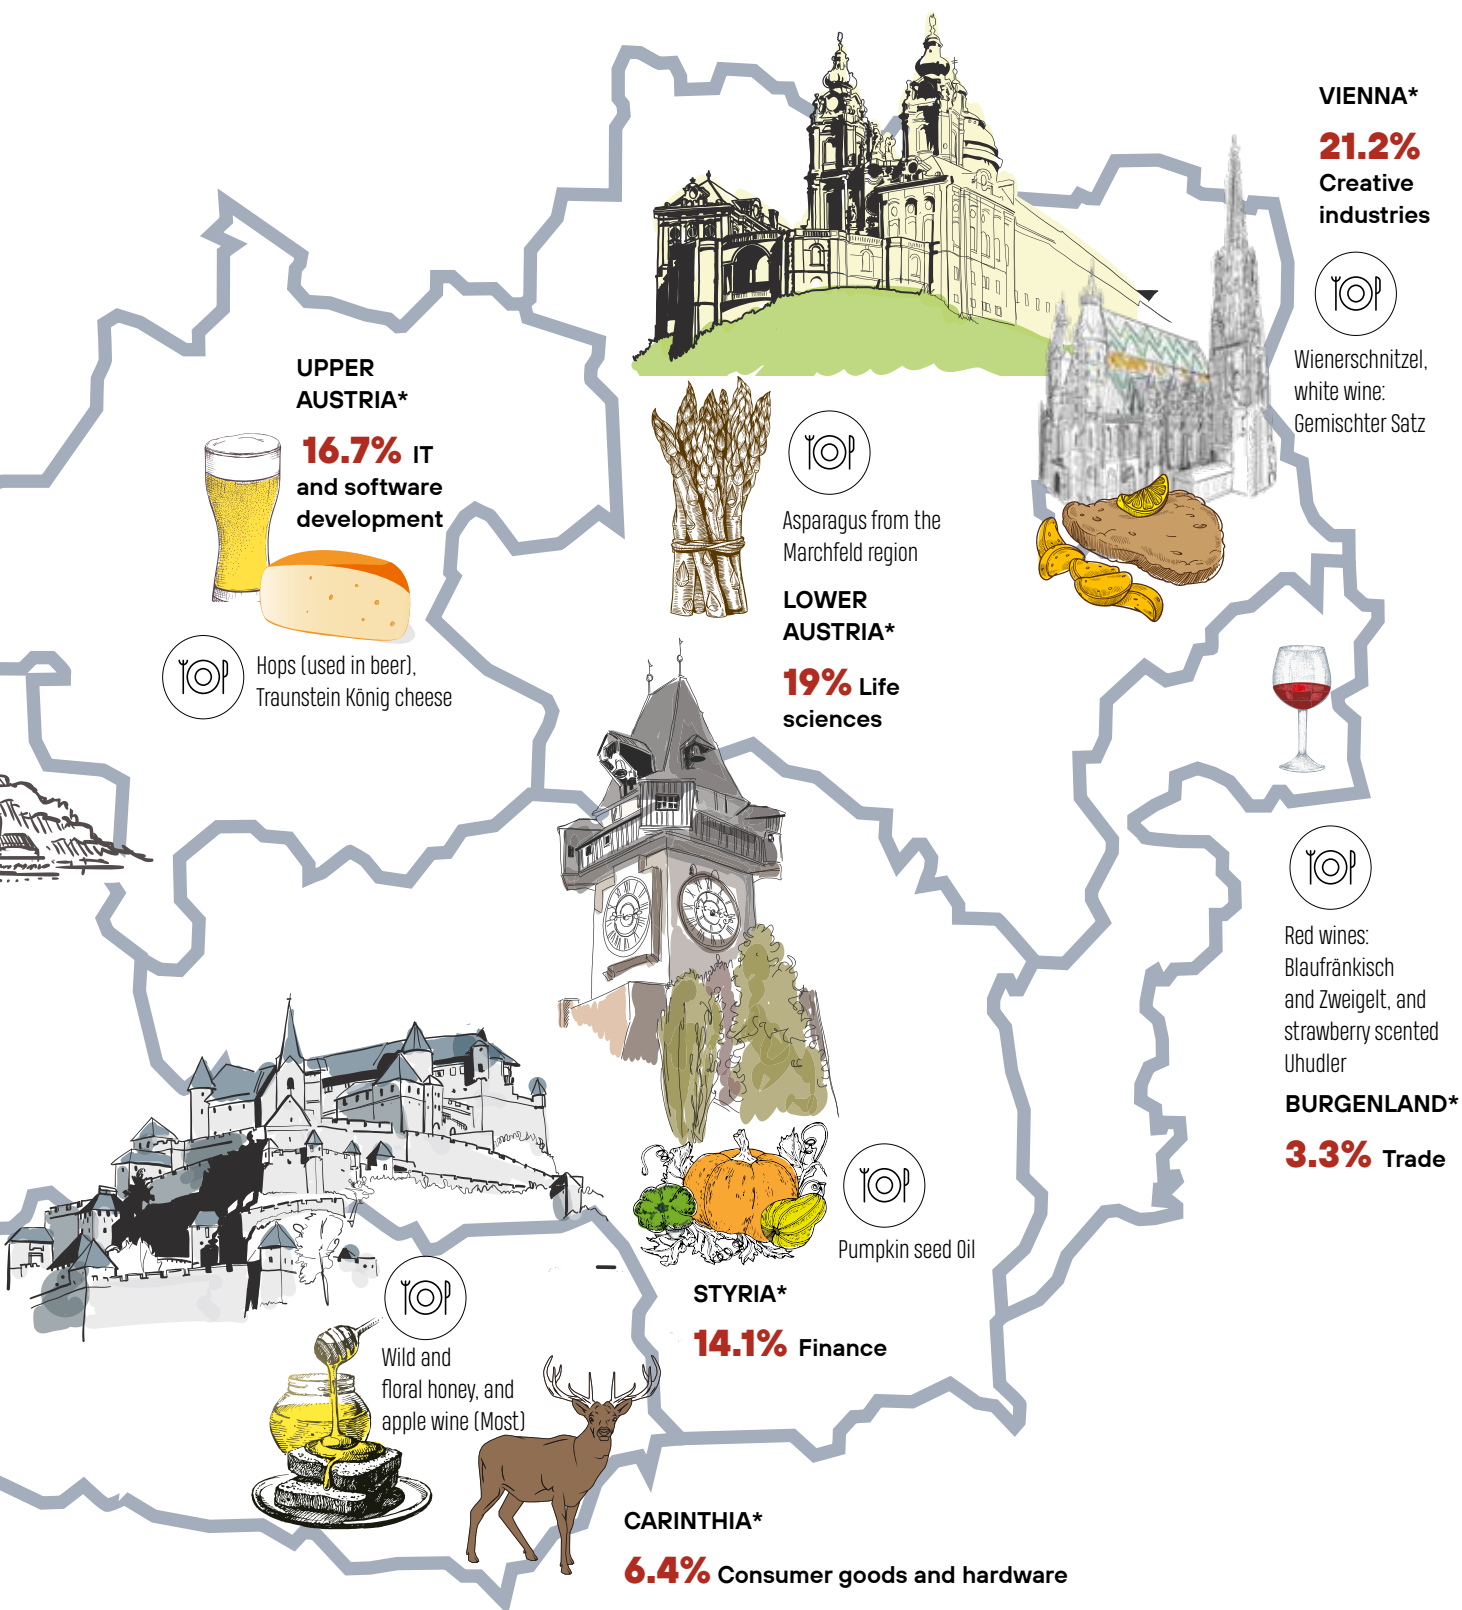 VIENNA*
21.2%
Creative
industries
Wienerschnitzel,
white wine:
Gemischter Satz
UPPER
AUSTRIA*
16.7% IT
and software
development
Hops (used in beer),
Traunstein König cheese
Asparagus from the
Marchfeld region
LOWER
AUSTRIA*
19% Life
sciences
Red wines:
Blaufränkisch
and Zweigelt, and
strawberry scented
Uhudler
BURGENLAND*
3.3% Trade
Pumpkin seed Oil
STYRIA*
14.1% Finance
Wild and
floral honey, and
apple wine (Most)
CARINTHIA*
6.4% Consumer goods and hardware